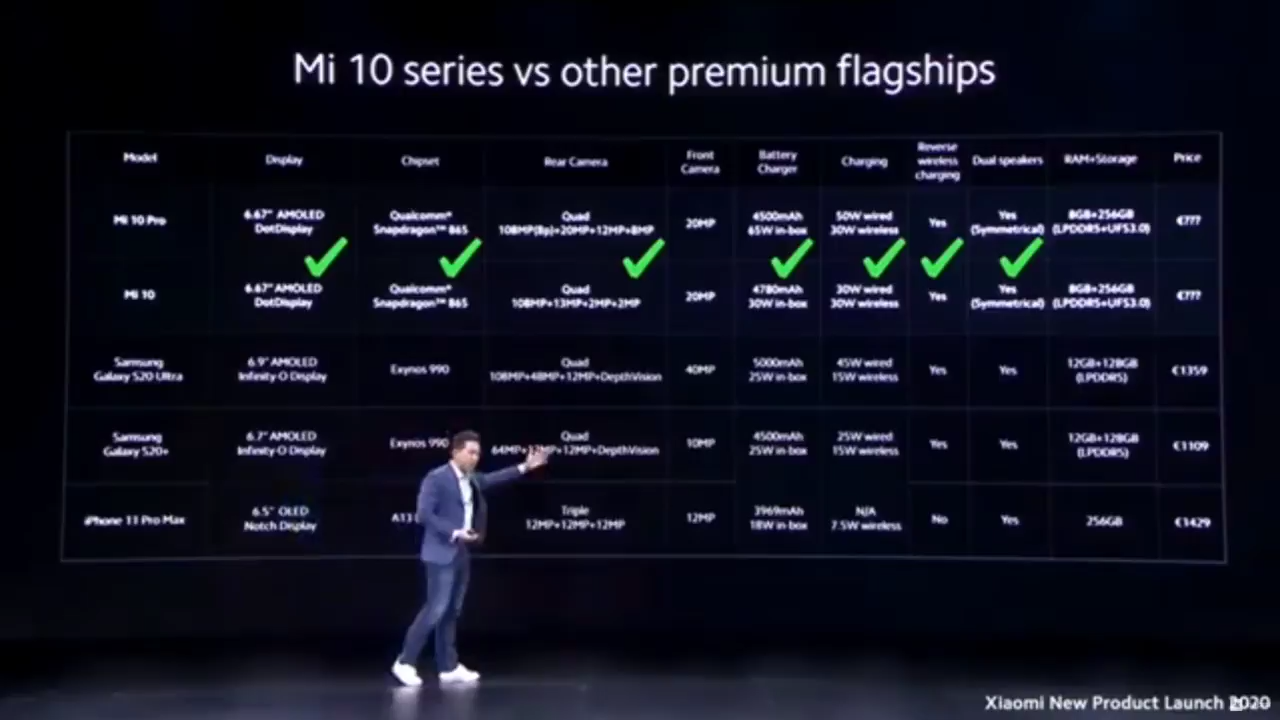 Mi 10 series vs other premium flagships
Model Display Chipset Rear Camera Front Camera Battery Charger Charging Reverse wireless charging Dual speakers RAM+Storage Price
Mi 10 Pro
6.67" AMOLED
DotDisplay
Qualcomm®
Snapdragon™ 865
Quad
108MP(8p)+20MP+12MP+8MP
20MP
4500mAh
65W in-box
50W wired
30W wireless
Yes
Yes
(Symmetrical)
8GB+256GB
(LPDDR5+UFS3.0)
€???
Mi 10
6.67" AMOLED
DotDisplay
Qualcomm®
Snapdragon™ 865
Quad
108MP+13MP+2MP+2MP
20MP
4780mAh
30W in-box
30W wired
30W wireless
Yes
Yes
(Symmetrical)
8GB+256GB
(LPDDR5+UFS3.0)
€???
Samsung
Galaxy S20 Ultra
6.9" AMOLED
Infinity-O Display
Exynos 990
Quad
108MP+48MP+12MP+DepthVision
40MP
5000mAh
25W in-box
45W wired
15W wireless
Yes
Yes
12GB+128GB
(LPDDR5)
€1359
Samsung
Galaxy S20+
6.7" AMOLED
Infinity-O Display
Exynos 990
Quad
64MP+12MP+12MP+DepthVision
10MP
4500mAh
25W in-box
25W wired
15W wireless
Yes
Yes
12GB+128GB
(LPDDR5)
€1109
iPhone 11 Pro Max
6.5" OLED
Notch Display
A13
Triple
12MP+12MP+12MP
12MP
3969mAh
18W in-box
N/A
7.5W wireless
No
Yes
256GB
€1429
Xiaomi New Product Launch 2020